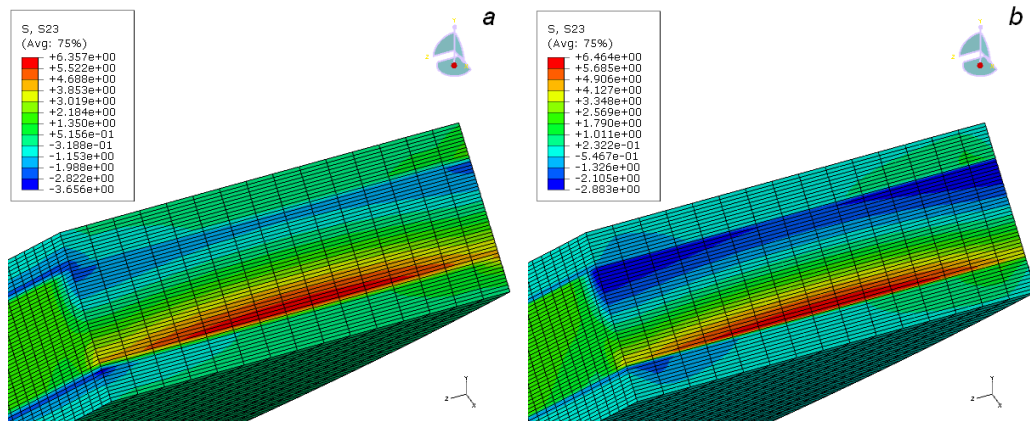 a
S, S23
(Avg: 75%)
+6.357e+00
+5.522e+00
+4.688e+00
+3.853e+00
+3.019e+00
+2.184e+00
+1.350e+00
+5.156e-01
-3.188e-01
-1.153e+00
-1.988e+00
-2.822e+00
-3.656e+00
Y
Z
Y
Z
X
b
S, S23
(Avg: 75%)
+6.464e+00
+5.685e+00
+4.906e+00
+4.127e+00
+3.348e+00
+2.569e+00
+1.790e+00
+1.011e+00
+2.322e-01
-5.467e-01
-1.326e+00
-2.105e+00
-2.883e+00
Y
Z
Y
Z
X